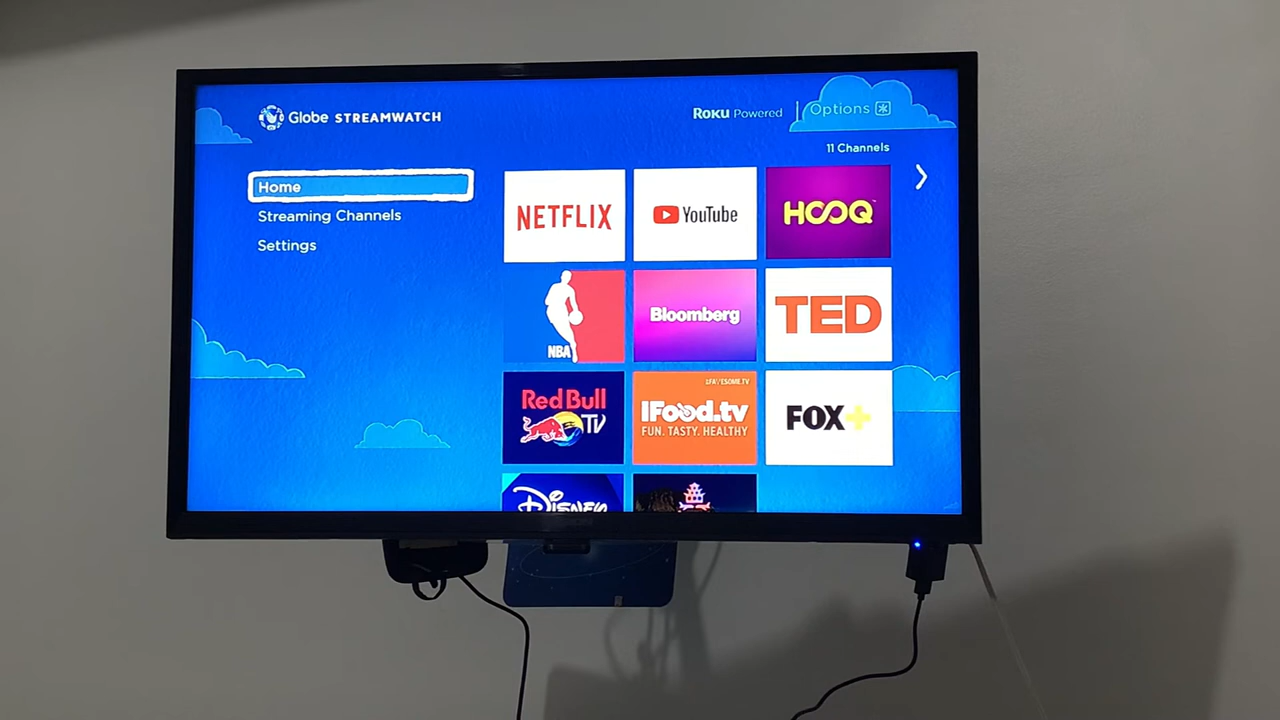 Globe STREAMWATCH
Roku Powered | Options
11 Channels
Home
Streaming Channels
Settings
NETFLIX
YouTube
HOOQ
NBA
Bloomberg
TED
Red Bull
TV
iFood.tv
FUN. TASTY. HEALTHY
FOX+
Disney